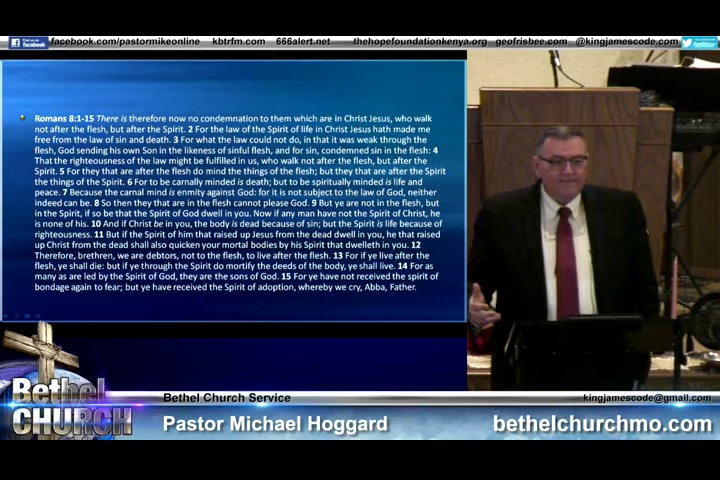 Find us on facebook facebook.com/pastormikeonline kbtrfm.com 666alert.net thehopefoundationkenya.org geofrisbee.com @kingjamescode.com twitter
Romans 8:1-15 There is therefore now no condemnation to them which are in Christ Jesus, who walk
not after the flesh, but after the Spirit. 2 For the law of the Spirit of life in Christ Jesus hath made me
free from the law of sin and death. 3 For what the law could not do, in that it was weak through the
flesh, God sending his own Son in the likeness of sinful flesh, and for sin, condemned sin in the flesh: 4
That the righteousness of the law might be fulfilled in us, who walk not after the flesh, but after the
Spirit. 5 For they that are after the flesh do mind the things of the flesh; but they that are after the Spirit
the things of the Spirit. 6 For to be carnally minded is death; but to be spiritually minded is life and
peace. 7 Because the carnal mind is enmity against God: for it is not subject to the law of God, neither
indeed can be. 8 So then they that are in the flesh cannot please God. 9 But ye are not in the flesh, but
in the Spirit, if so be that the Spirit of God dwell in you. Now if any man have not the Spirit of Christ, he
is none of his. 10 And if Christ be in you, the body is dead because of sin; but the Spirit is life because of
righteousness. 11 But if the Spirit of him that raised up Jesus from the dead dwell in you, he that raised
up Christ from the dead shall also quicken your mortal bodies by his Spirit that dwelleth in you. 12
Therefore, brethren, we are debtors, not to the flesh, to live after the flesh. 13 For if ye live after the
flesh, ye shall die: but if ye through the Spirit do mortify the deeds of the body, ye shall live. 14 For as
many as are led by the Spirit of God, they are the sons of God. 15 For ye have not received the spirit of
bondage again to fear; but ye have received the Spirit of adoption, whereby we cry, Abba, Father.
Bethel
CHURCH
Bethel Church Service
kingjamescode@gmail.com
Pastor Michael Hoggard
bethelchurchmo.com